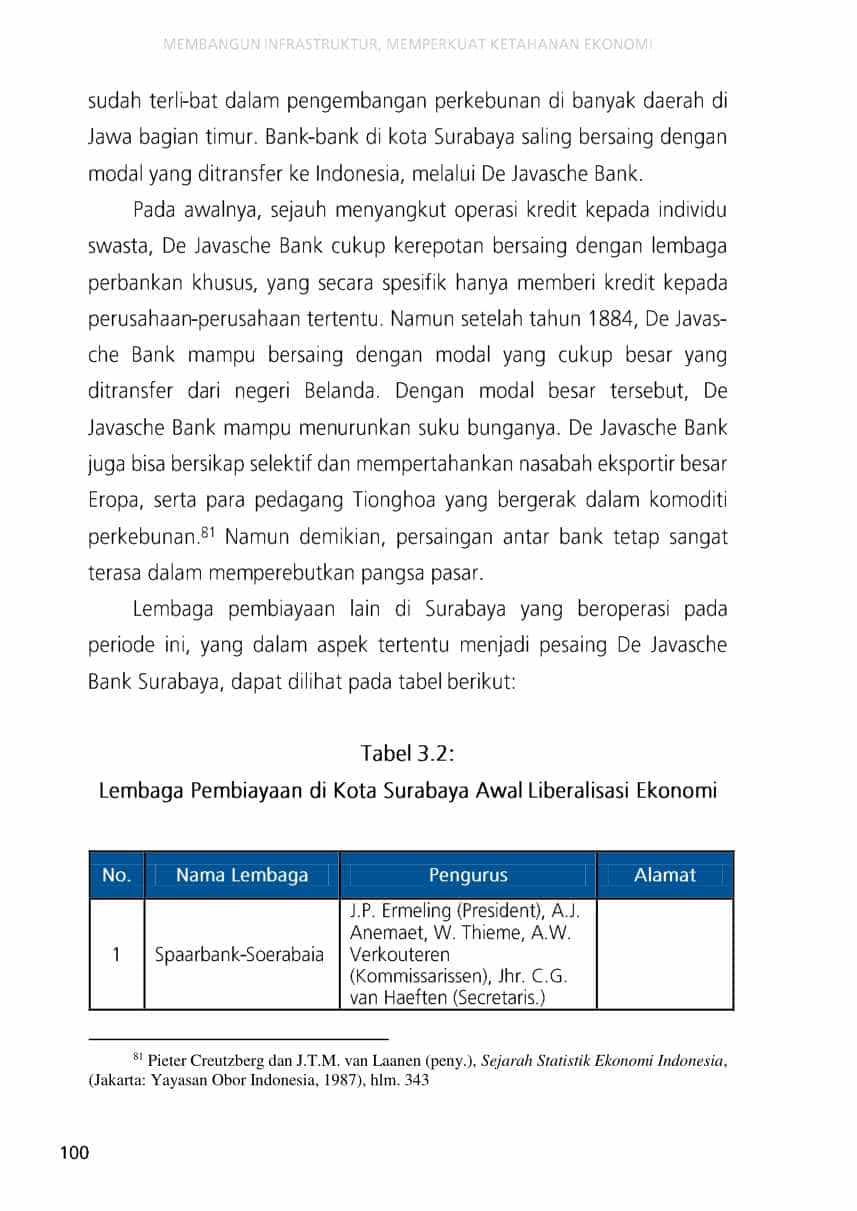 MEMBANGUN INFRASTRUKTUR, MEMPERKUAT KETAHANAN EKONOMI
sudah terli-bat dalam pengembangan perkebunan di banyak daerah di
Jawa bagian timur. Bank-bank di kota Surabaya saling bersaing dengan
modal yang ditransfer ke Indonesia, melalui De Javasche Bank.
Pada awalnya, sejauh menyangkut operasi kredit kepada individu
swasta, De Javasche Bank cukup kerepotan bersaing dengan lembaga
perbankan khusus, yang secara spesifik hanya memberi kredit kepada
perusahaan-perusahaan tertentu. Namun setelah tahun 1884, De Javas-
che Bank mampu bersaing dengan modal yang cukup besar yang
ditransfer dari negeri Belanda. Dengan modal besar tersebut, De
Javasche Bank mampu menurunkan suku bunganya. De Javasche Bank
juga bisa bersikap selektif dan mempertahankan nasabah eksportir besar
Eropa, serta para pedagang Tionghoa yang bergerak dalam komoditi
perkebunan.81 Namun demikian, persaingan antar bank tetap sangat
terasa dalam memperebutkan pangsa pasar.
Lembaga pembiayaan lain di Surabaya yang beroperasi pada
periode ini, yang dalam aspek tertentu menjadi pesaing De Javasche
Bank Surabaya, dapat dilihat pada tabel berikut:
Tabel 3.2:
Lembaga Pembiayaan di Kota Surabaya Awal Liberalisasi Ekonomi
No. Nama Lembaga Pengurus Alamat
J.P. Ermeling (President), A.J.
Anemaet, W. Thieme, A.W.
1 Spaarbank-Soerabaia Verkouteren
(Kommissarissen), Jhr. C.G.
van Haeften (Secretaris.)
81 Pieter Creutzberg dan J.T.M. van Laanen (peny.), Sejarah Statistik Ekonomi Indonesia,
(Jakarta: Yayasan Obor Indonesia, 1987), hlm. 343
100